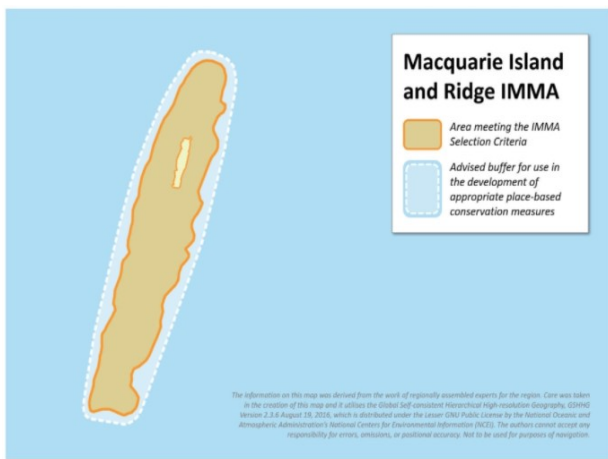 Macquarie Island
and Ridge IMMA
Area meeting the IMMA
Selection Criteria
Advised buffer for use in
the development of
appropriate place-based
conservation measures
The information on this map was derived from the work of regionally assembled experts for the region. Care was taken
in the creation of this map and it utilises the Global Self-consistent Hierarchical High-resolution Geography, GSHHG
Version 2.3.6 August 19, 2016, which is distributed under the Lesser GNU Public License by the National Oceanic and
Atmospheric Administration's National Centers for Environmental Information (NCEI). The authors cannot accept any
responsibility for errors, omissions, or positional accuracy. Not to be used for purposes of navigation.